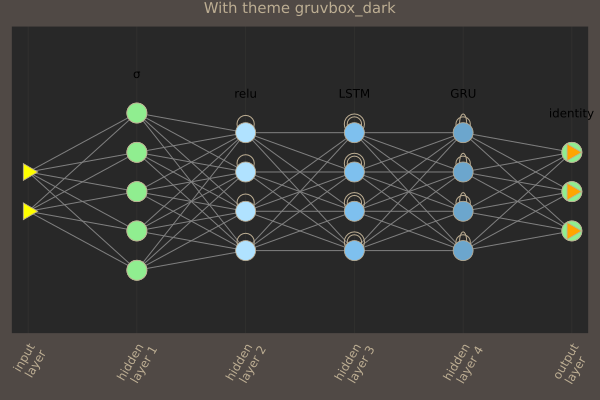 With theme gruvbox_dark
σ
relu
LSTM
GRU
identity
input
layer
hidden
layer 1
hidden
layer 2
hidden
layer 3
hidden
layer 4
output
layer